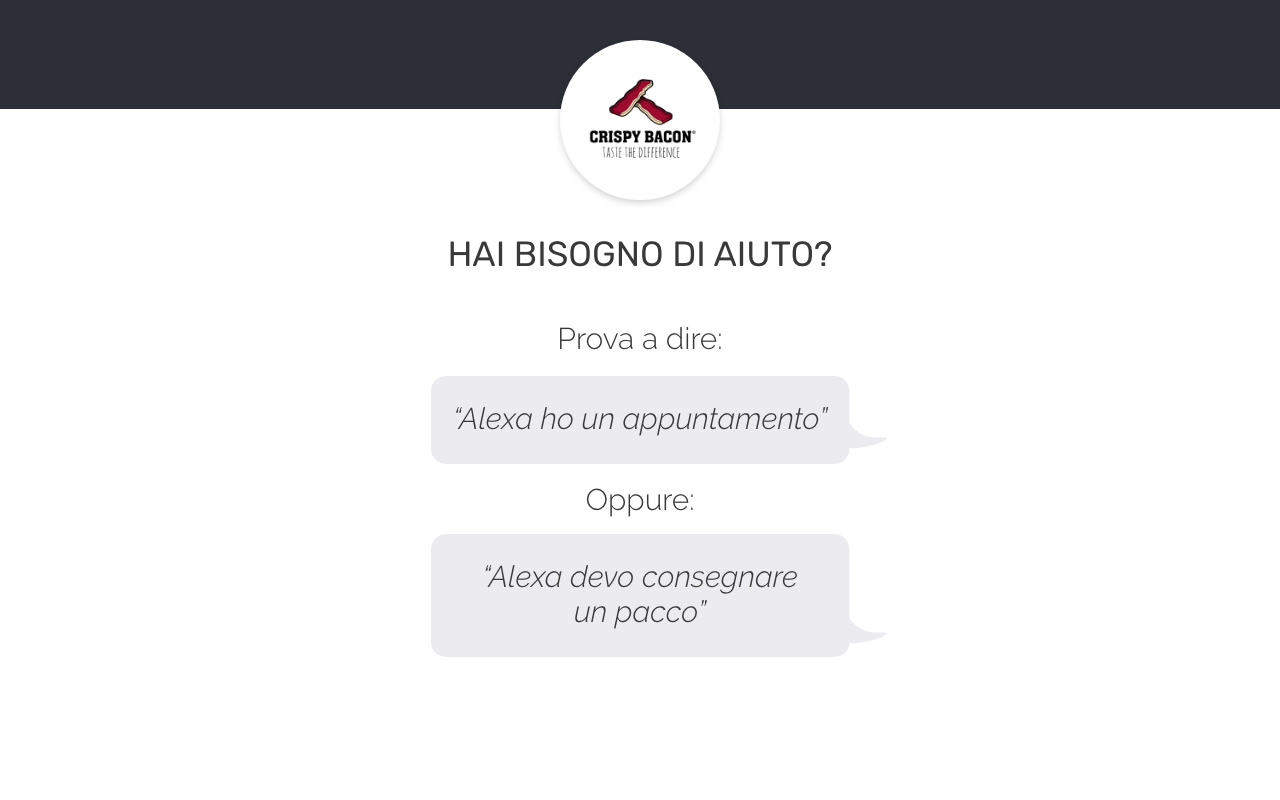 CRISPY BACON®
TASTE THE DIFFERENCE
HAI BISOGNO DI AIUTO?
Prova a dire:
“Alexa ho un appuntamento”
Oppure:
“Alexa devo consegnare
un pacco”